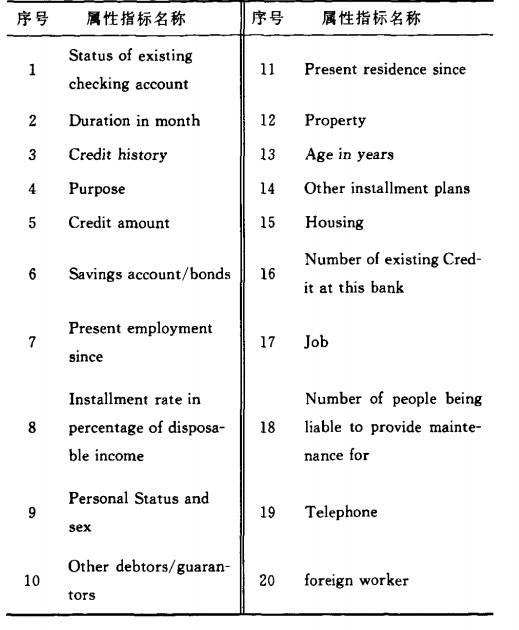 序号 属性指标名称 序号 属性指标名称
1 Status of existing checking account 11 Present residence since
2 Duration in month 12 Property
3 Credit history 13 Age in years
4 Purpose 14 Other installment plans
5 Credit amount 15 Housing
6 Savings account/bonds 16 Number of existing Cred-
it at this bank
7 Present employment
since 17 Job
8 Installment rate in
percentage of disposa-
ble income 18 Number of people being
liable to provide mainte-
nance for
9 Personal Status and
sex 19 Telephone
10 Other debtors/guaran-
tors 20 foreign worker